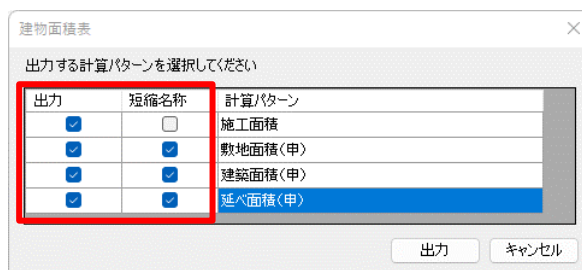 建物面積表
出力する計算パターンを選択してください
出力 短縮名称 計算パターン
施工面積
敷地面積(申)
建築面積(申)
延べ面積(申)
出力 キャンセル